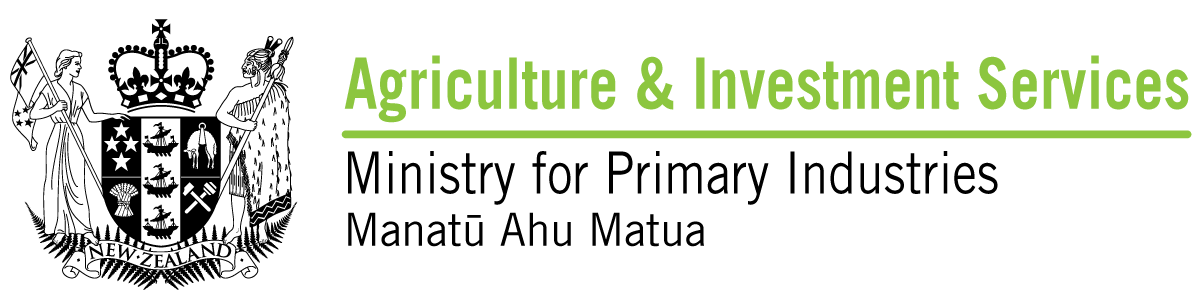 Agriculture & Investment Services
Ministry for Primary Industries
Manatū Ahu Matua
NEW·ZEALAND